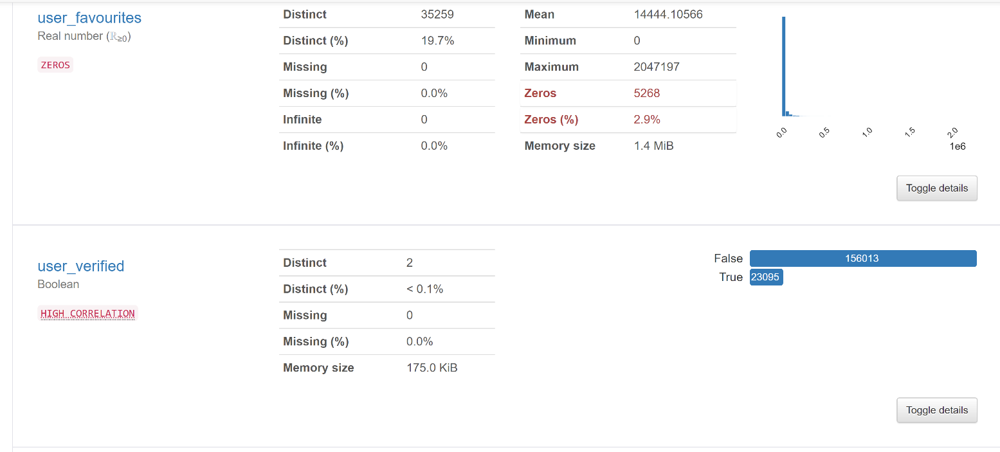 user_favourites
Real number (ℝ≥0)
ZEROS
Distinct 35259
Distinct (%) 19.7%
Missing 0
Missing (%) 0.0%
Infinite 0
Infinite (%) 0.0%
Mean 14444.10566
Minimum 0
Maximum 2047197
Zeros 5268
Zeros (%) 2.9%
Memory size 1.4 MiB
0.0 0.5 1.0 1.5 2.0
1e6
Toggle details
user_verified
Boolean
HIGH CORRELATION
Distinct 2
Distinct (%) < 0.1%
Missing 0
Missing (%) 0.0%
Memory size 175.0 KiB
False 156013
True 23095
Toggle details